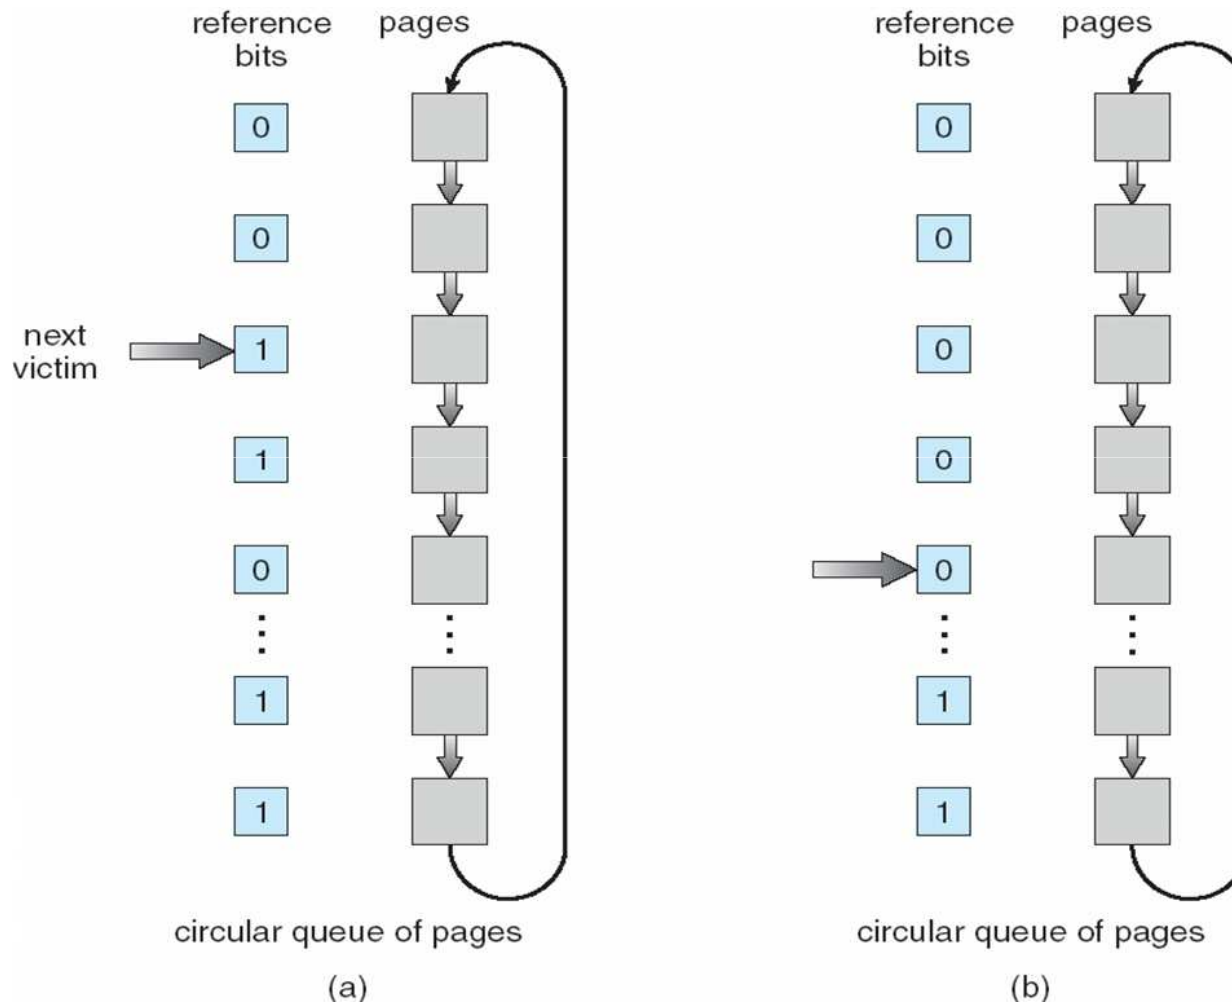 reference
bits
pages
0
0
next
victim
1
1
0
1
1
circular queue of pages
(a)
reference
bits
pages
0
0
0
0
0
1
1
circular queue of pages
(b)